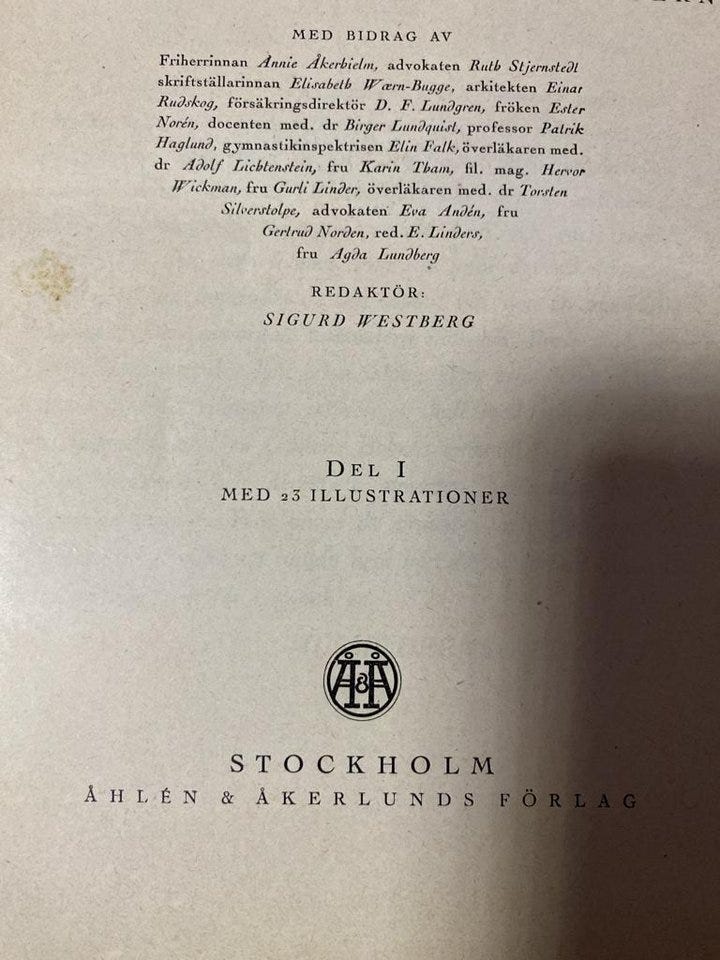 MED BIDRAG AV
Friherrinnan Ånnie Åkerhielm, advokaten Ruth Stjernstedt
skriftställarinnan Elisabeth Wærn-Bugge, arkitekten Einar
Rudskog, försäkringsdirektör D. F. Lundgren, fröken Ester
Norén, docenten med. dr Birger Lundquist, professor Patrik
Haglund, gymnastikinspektrisen Elin Falk, överläkaren med.
dr Adolf Lichtenstein, fru Karin Tham, fil. mag. Hervor
Wickman, fru Gurli Linder, överläkaren med. dr Torsten
Silverstolpe, advokaten Eva Andén, fru
Gertrud Norden, red. E. Linders,
fru Agda Lundberg
REDAKTÖR:
SIGURD WESTBERG
DEL I
MED 23 ILLUSTRATIONER
Å&Å
STOCKHOLM
ÅHLÉN & ÅKERLUNDS FÖRLAG